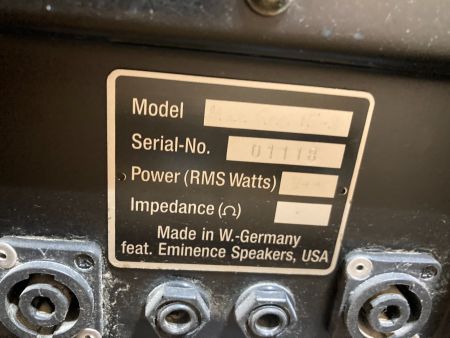 Model
Serial-No. 01118
Power (RMS Watts)
Impedance (Ω)
Made in W.-Germany
feat. Eminence Speakers, USA